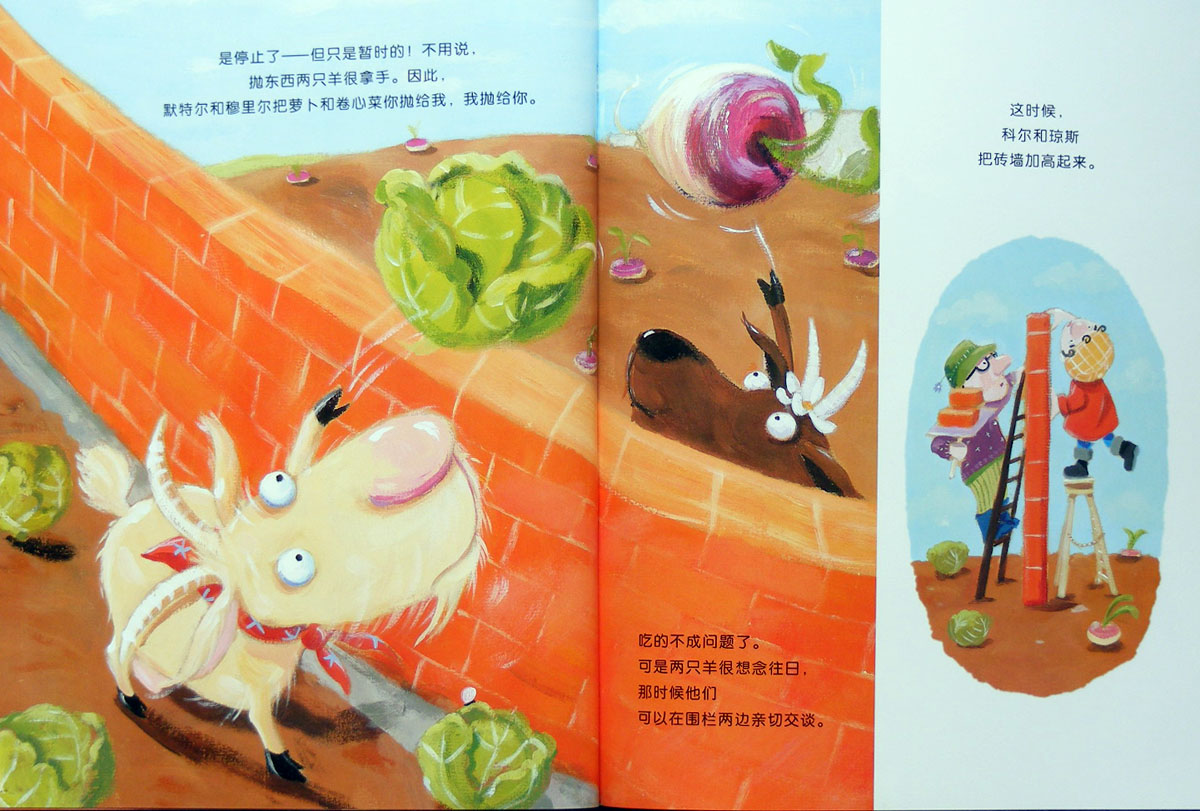 是停止了——但只是暂时的！不用说，
抛东西两只羊很拿手。因此，
默特尔和穆里尔把萝卜和卷心菜你抛给我，我抛给你。
吃的不成问题了。
可是两只羊很想念往日，
那时候他们
可以在围栏两边亲切交谈。
这时候，
科尔和琼斯
把砖墙加高起来。